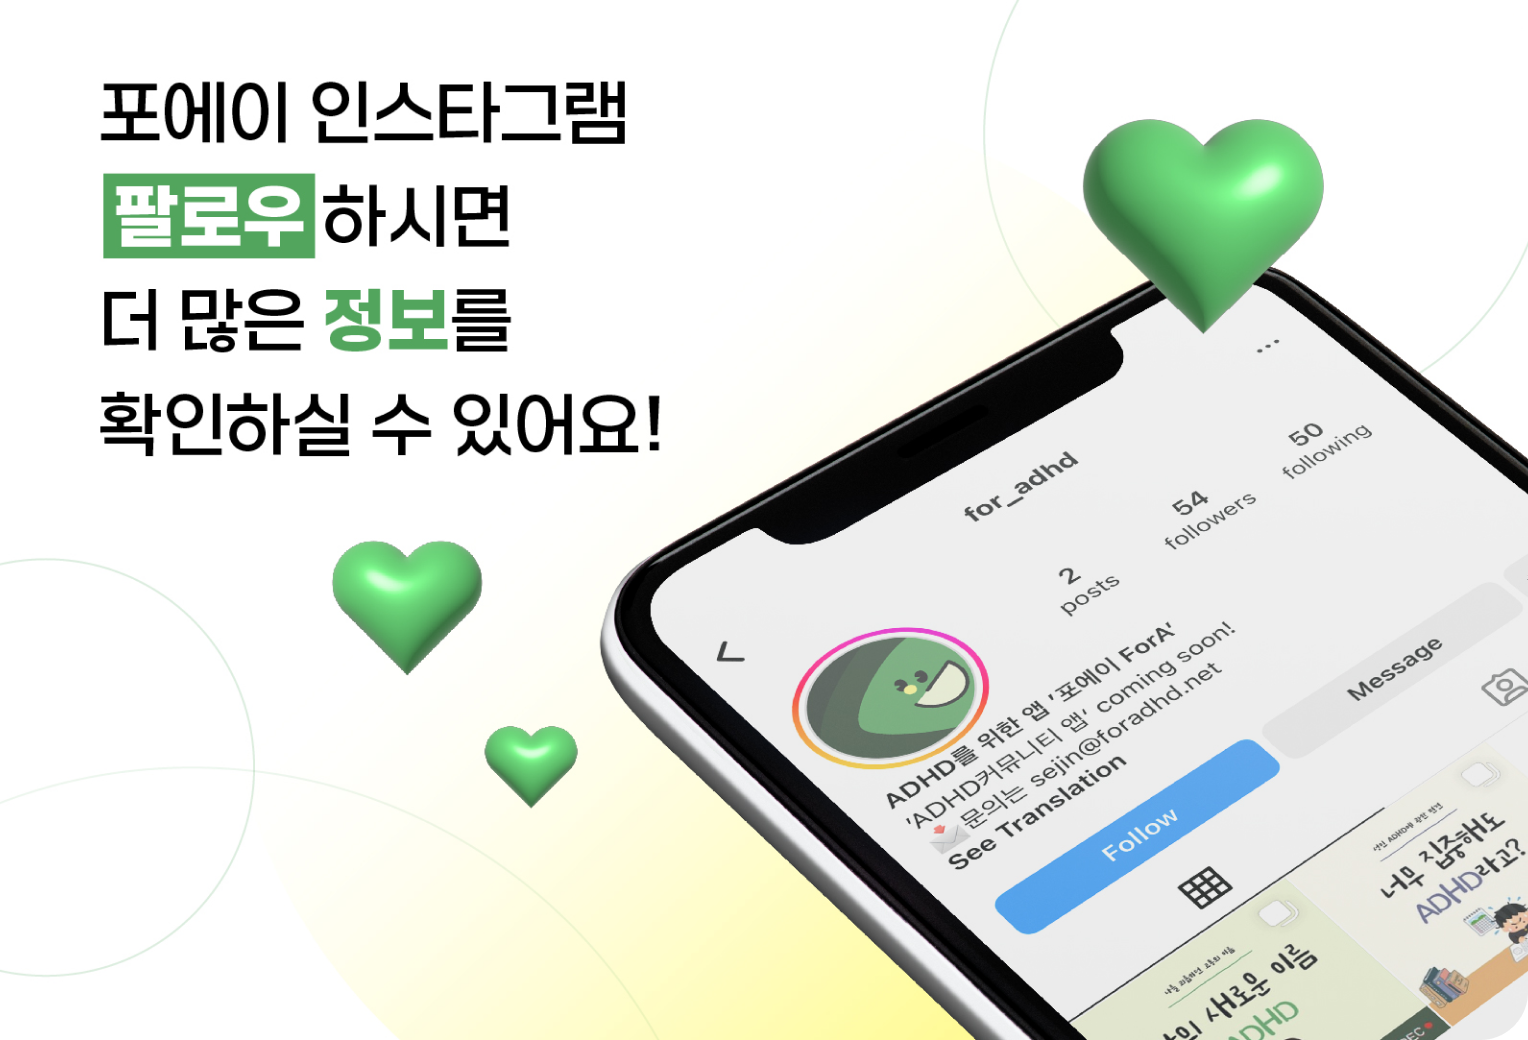 포에이 인스타그램
팔로우 하시면
더 많은 정보를
확인하실 수 있어요!
for_adhd
2
posts
54
followers
50
following
ADHD를 위한 앱 '포에이 ForA'
'ADHD커뮤니티 앱' coming soon!
문의는 sejin@foradhd.net
See Translation
Follow
Message
너무 집중해도
ADHD라고?
새로운 이름
ADHD
REC